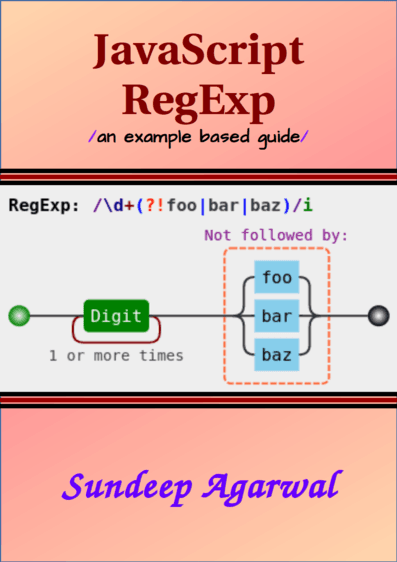 JavaScript
RegExp
/an example based guide/
RegExp: /\d+(?!foo|bar|baz)/i
Not followed by:
foo
Digit
bar
1 or more times
baz
Sundeep Agarwal